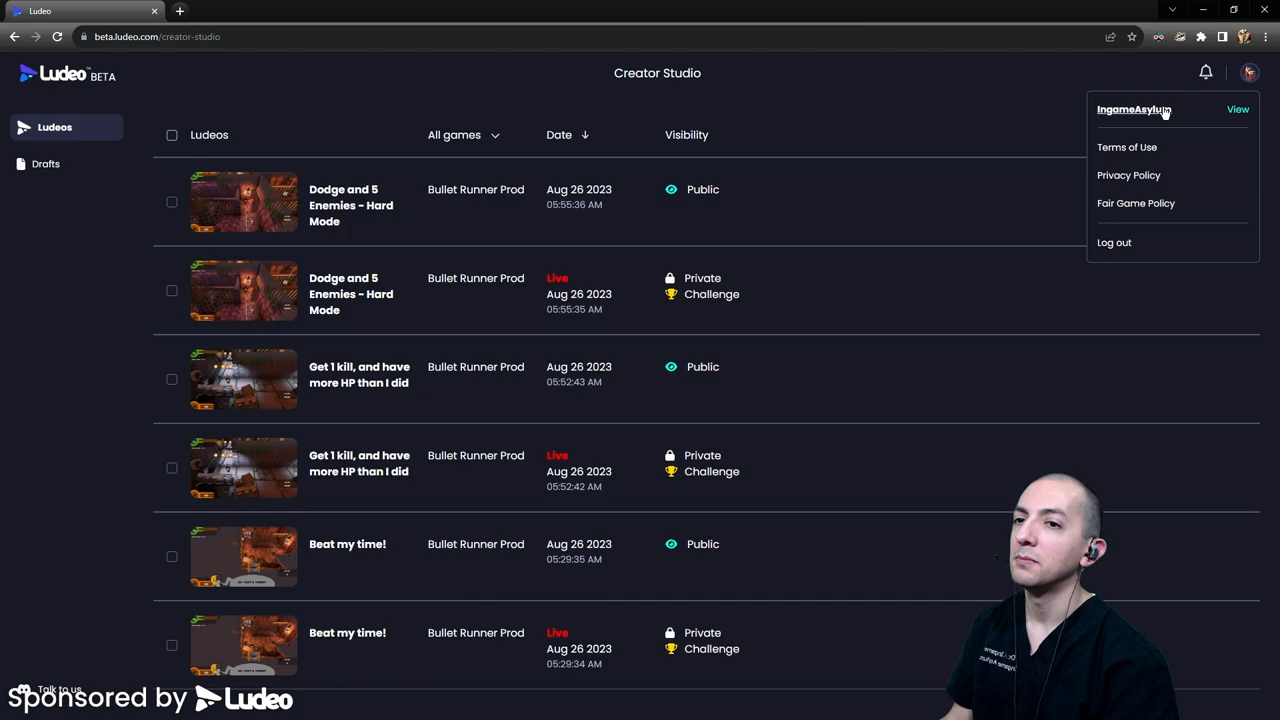 Ludeo
beta.ludeo.com/creator-studio
Ludeo BETA
Creator Studio
IngameAsylum View
Terms of Use
Privacy Policy
Fair Game Policy
Log out
Ludeos
Drafts
Ludeos All games Date Visibility
Dodge and 5 Bullet Runner Prod Aug 26 2023 Public
Enemies - Hard 05:55:36 AM
Mode
Dodge and 5 Bullet Runner Prod Live Private
Enemies - Hard Aug 26 2023 Challenge
Mode 05:55:35 AM
Get 1 kill, and have Bullet Runner Prod Aug 26 2023 Public
more HP than I did 05:52:43 AM
Get 1 kill, and have Bullet Runner Prod Live Private
more HP than I did Aug 26 2023 Challenge
05:52:42 AM
Beat my time! Bullet Runner Prod Aug 26 2023 Public
05:29:35 AM
Beat my time! Bullet Runner Prod Live Private
Aug 26 2023 Challenge
05:29:34 AM
Talk to us
Sponsored by Ludeo